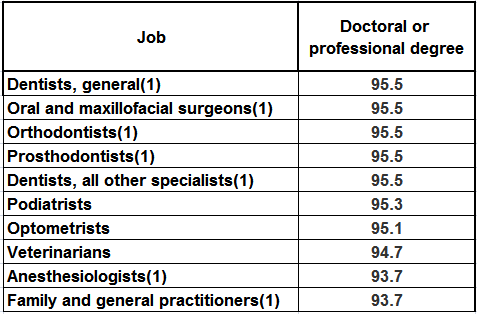 Job
Doctoral or
professional degree
Dentists, general(1) 95.5
Oral and maxillofacial surgeons(1) 95.5
Orthodontists(1) 95.5
Prosthodontists(1) 95.5
Dentists, all other specialists(1) 95.5
Podiatrists 95.3
Optometrists 95.1
Veterinarians 94.7
Anesthesiologists(1) 93.7
Family and general practitioners(1) 93.7